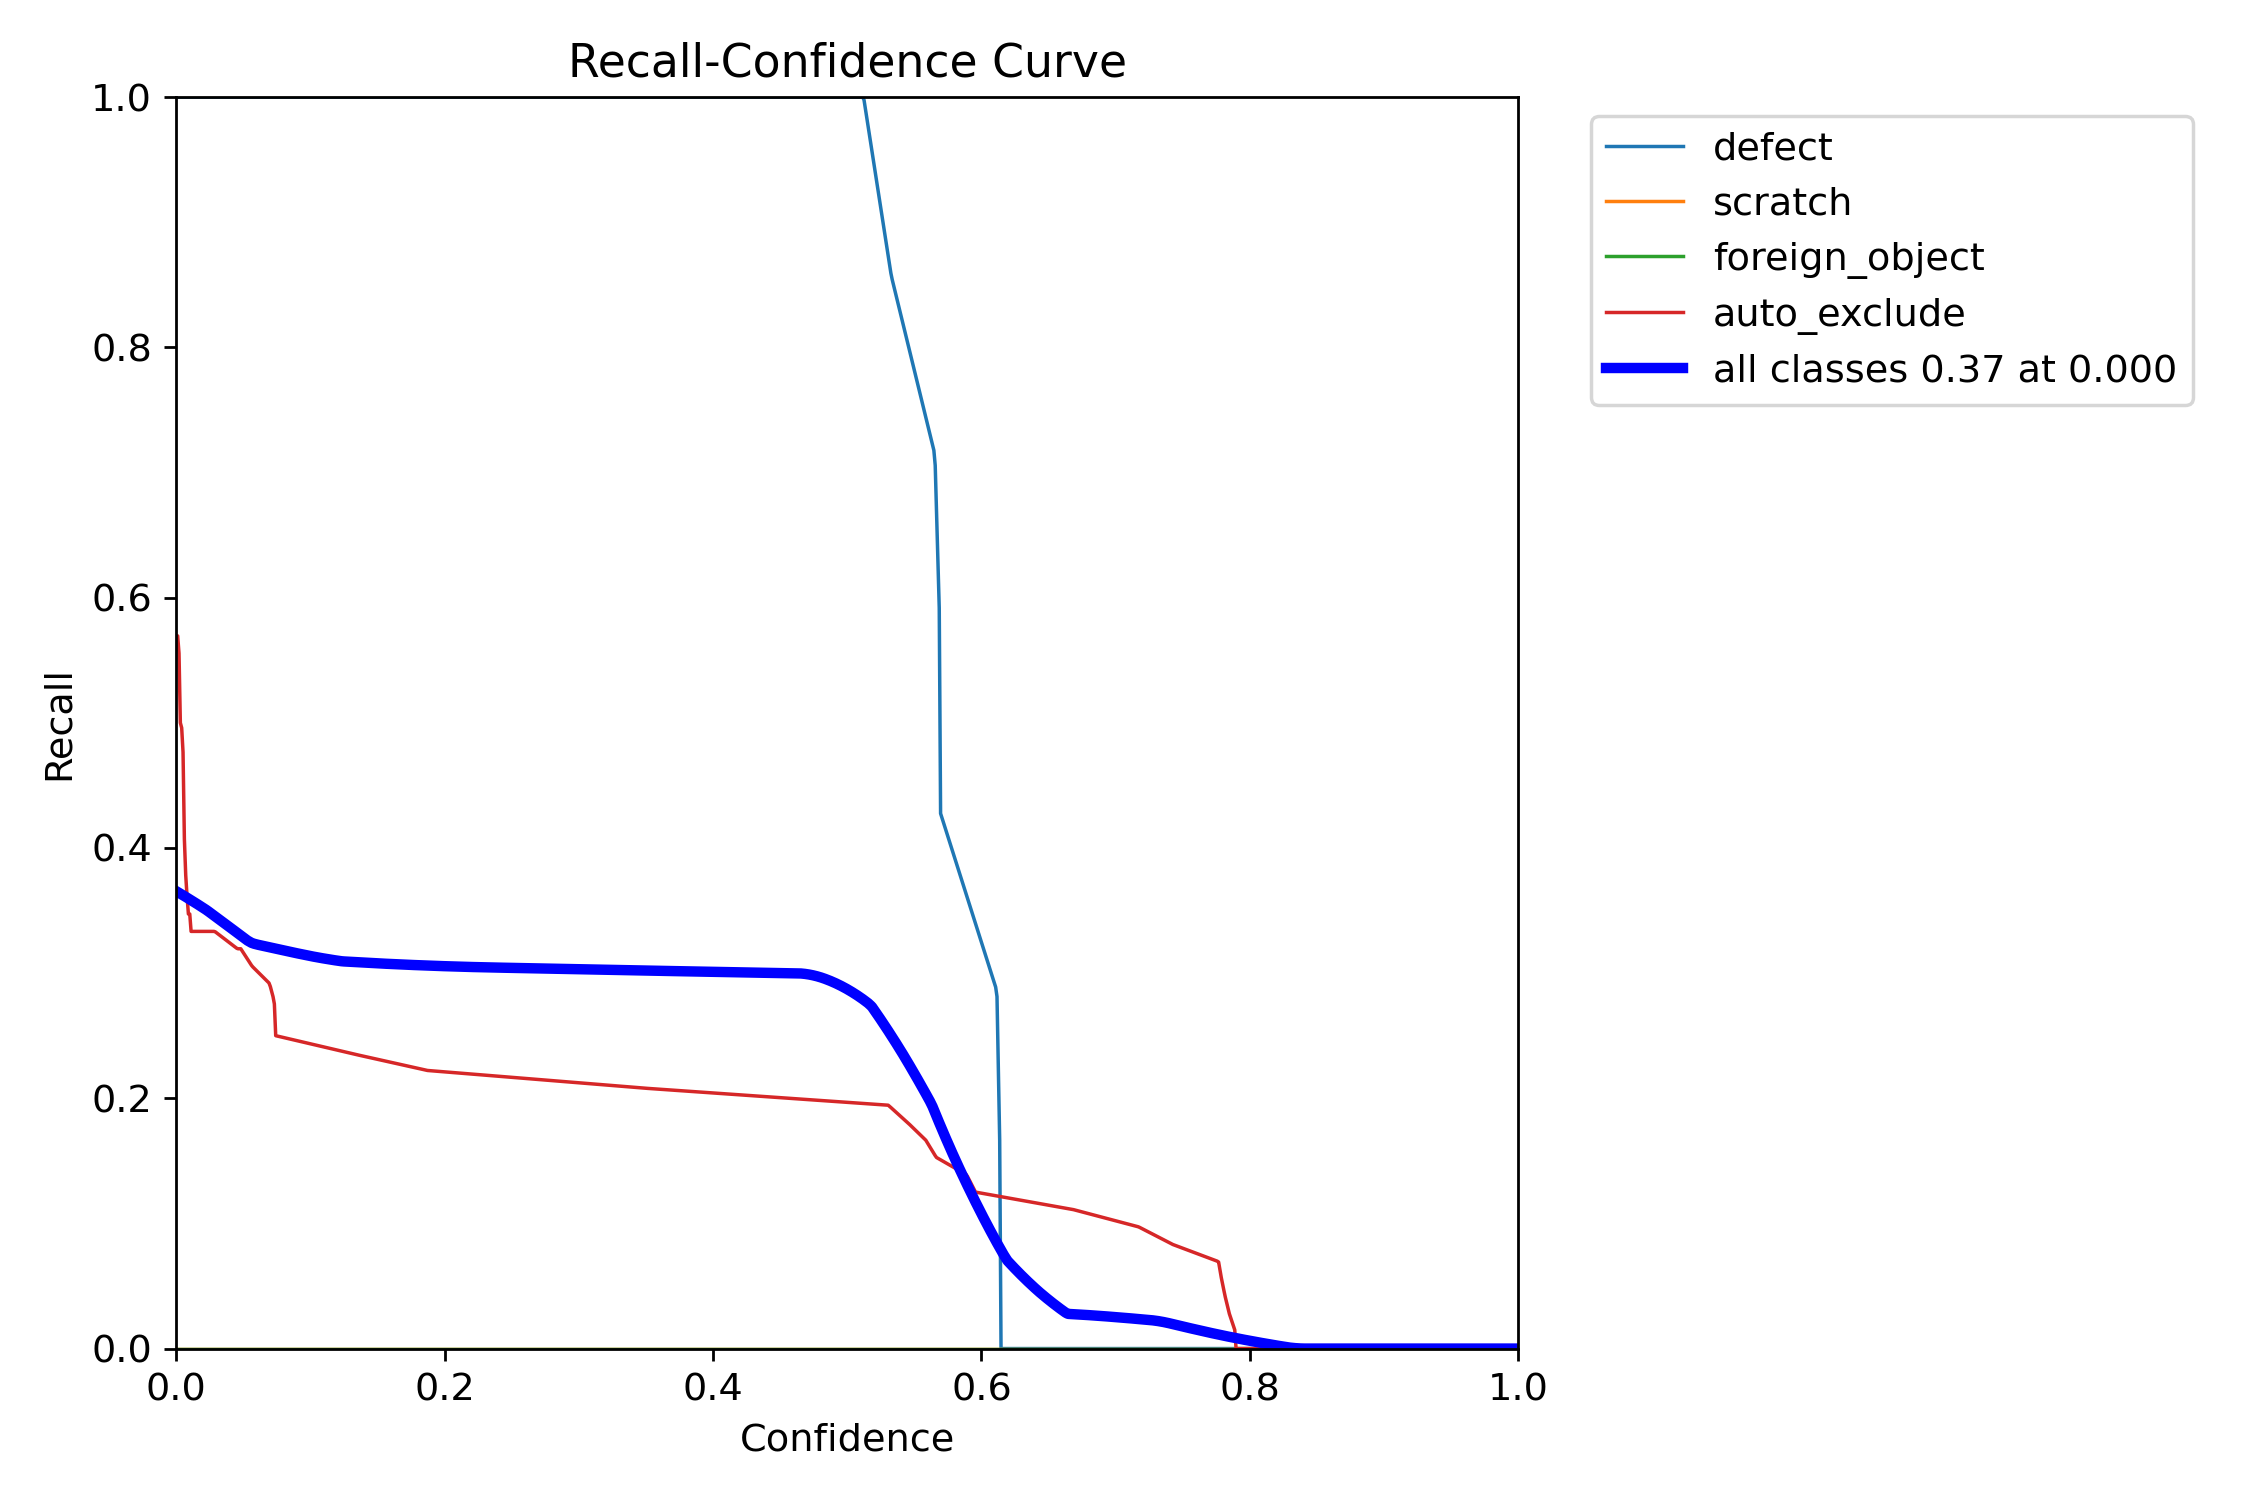 Recall-Confidence Curve
1.0
0.8
0.6
0.4
0.2
0.0
Recall
0.0 0.2 0.4 0.6 0.8 1.0
Confidence
defect
scratch
foreign_object
auto_exclude
all classes 0.37 at 0.000